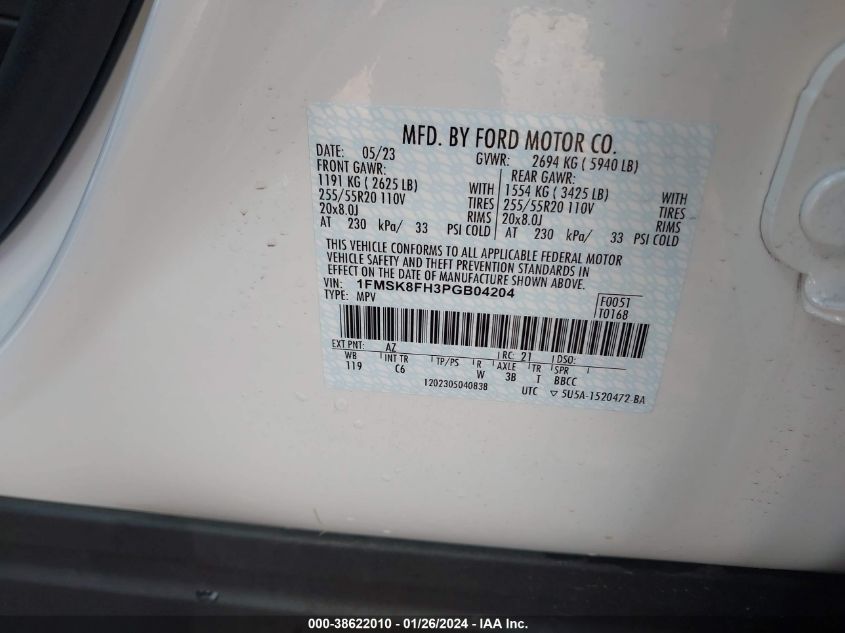 MFD. BY FORD MOTOR CO.
DATE: 05/23 GVWR: 2694 KG ( 5940 LB)
FRONT GAWR: REAR GAWR:
1191 KG ( 2625 LB) WITH 1554 KG ( 3425 LB) WITH
255/55R20 110V TIRES 255/55R20 110V TIRES
20x8.0J RIMS 20x8.0J RIMS
AT 230 kPa/ 33 PSI COLD AT 230 kPa/ 33 PSI COLD
THIS VEHICLE CONFORMS TO ALL APPLICABLE FEDERAL MOTOR
VEHICLE SAFETY AND THEFT PREVENTION STANDARDS IN
EFFECT ON THE DATE OF MANUFACTURE SHOWN ABOVE.
VIN: 1FMSK8FH3PGB04204
TYPE: MPV
F0051
T0168
EXT PNT: AZ RC: 21 DSO:
WB INT TR TP/PS R AXLE TR SPR
119 C6 W 3B T BBCC
1202305040838 UTC ▽ 5U5A-1520472-BA
000-38622010 - 01/26/2024 - IAA Inc.